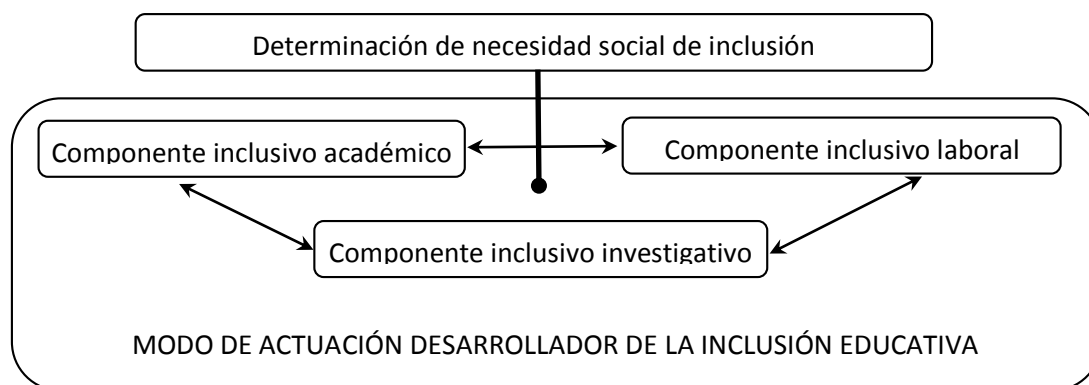 Determinación de necesidad social de inclusión
Componente inclusivo académico
Componente inclusivo laboral
Componente inclusivo investigativo
MODO DE ACTUACIÓN DESARROLLADOR DE LA INCLUSIÓN EDUCATIVA